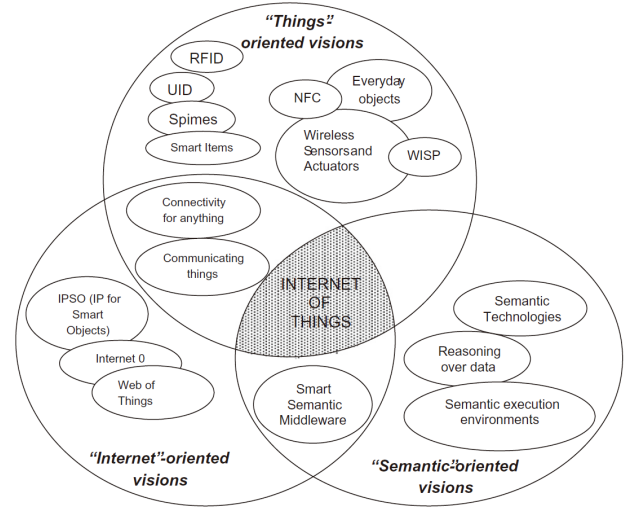 “Things”-
oriented visions
RFID
UID
Spimes
Smart Items
NFC
Everyday
objects
Wireless
Sensors and
Actuators
WISP
Connectivity
for anything
Communicating
things
INTERNET
OF
THINGS
IPSO (IP for
Smart
Objects)
Internet 0
Web of
Things
Smart
Semantic
Middleware
Semantic
Technologies
Reasoning
over data
Semantic execution
environments
“Internet”-oriented
visions
“Semantic”-oriented
visions